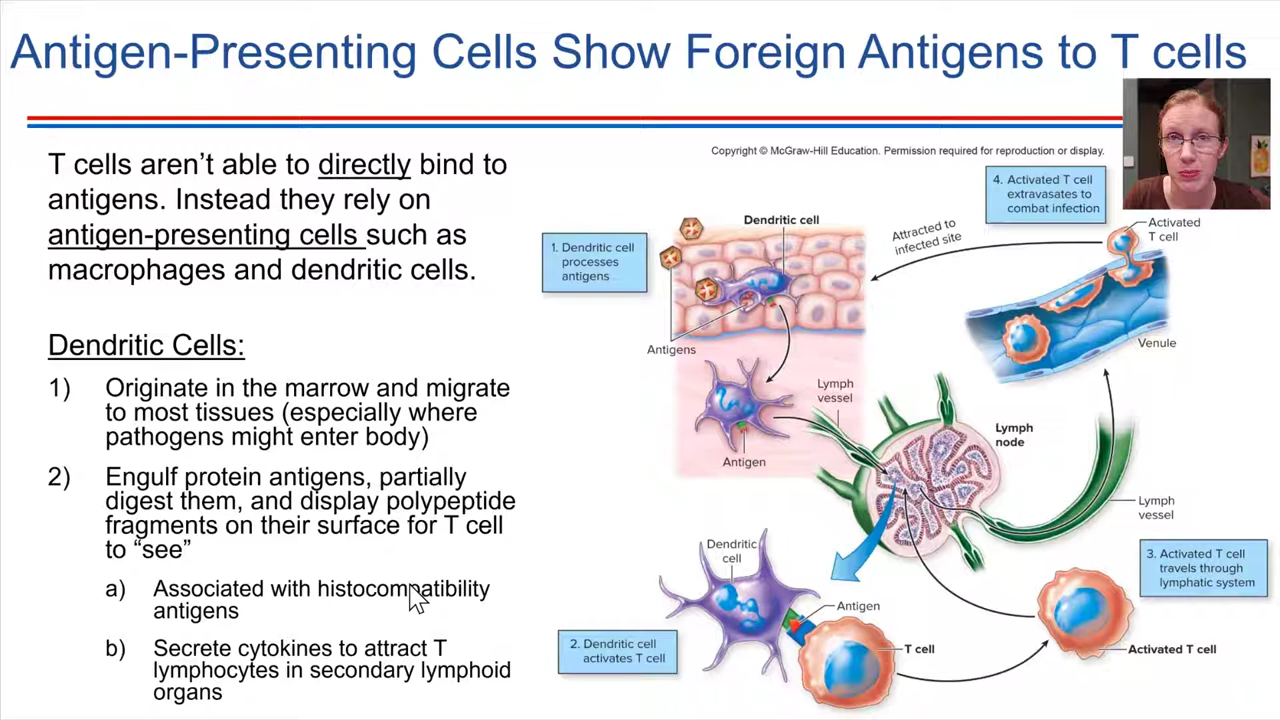 Antigen-Presenting Cells Show Foreign Antigens to T cells
T cells aren’t able to directly bind to
antigens. Instead they rely on
antigen-presenting cells such as
macrophages and dendritic cells.
Dendritic Cells:
1) Originate in the marrow and migrate
to most tissues (especially where
pathogens might enter body)
2) Engulf protein antigens, partially
digest them, and display polypeptide
fragments on their surface for T cell
to “see”
a) Associated with histocompatibility
antigens
b) Secrete cytokines to attract T
lymphocytes in secondary lymphoid
organs
Copyright © McGraw-Hill Education. Permission required for reproduction or display.
1. Dendritic cell
processes
antigens
Dendritic cell
Antigens
Attracted to
infected site
4. Activated T cell
extravasates to
combat infection
Activated
T cell
Venule
Lymph
vessel
Antigen
Lymph
node
Lymph
vessel
Dendritic
cell
Antigen
2. Dendritic cell
activates T cell
T cell
3. Activated T cell
travels through
lymphatic system
Activated T cell